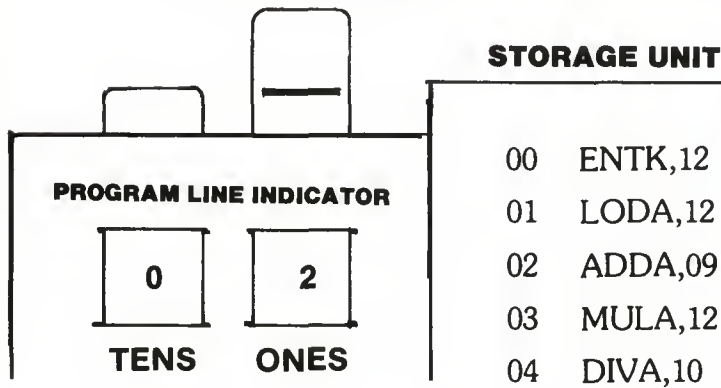 STORAGE UNIT
PROGRAM LINE INDICATOR
0 2
TENS ONES
00 ENTK,12
01 LODA,12
02 ADDA,09
03 MULA,12
04 DIVA,10